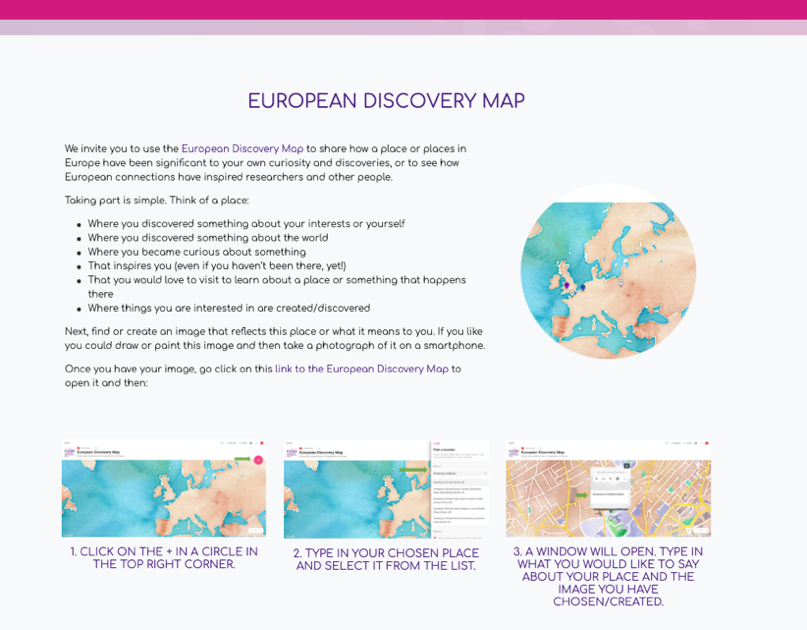 EUROPEAN DISCOVERY MAP
We invite you to use the European Discovery Map to share how a place or places in
Europe have been significant to your own curiosity and discoveries, or to see how
European connections have inspired researchers and other people.
Taking part is simple. Think of a place:
Where you discovered something about your interests or yourself
Where you discovered something about the world
Where you became curious about something
That inspires you (even if you haven't been there, yet!)
That you would love to visit to learn about a place or something that happens
there
Where things you are interested in are created/discovered
Next, find or create an image that reflects this place or what it means to you. If you like
you could draw or paint this image and then take a photograph of it on a smartphone.
Once you have your image, go click on this link to the European Discovery Map to
open it and then:
European Discovery Map
European Discovery Map
European Discovery Map
1. CLICK ON THE + IN A CIRCLE IN
THE TOP RIGHT CORNER.
2. TYPE IN YOUR CHOSEN PLACE
AND SELECT IT FROM THE LIST.
3. A WINDOW WILL OPEN. TYPE IN
WHAT YOU WOULD LIKE TO SAY
ABOUT YOUR PLACE AND THE
IMAGE YOU HAVE
CHOSEN/CREATED.